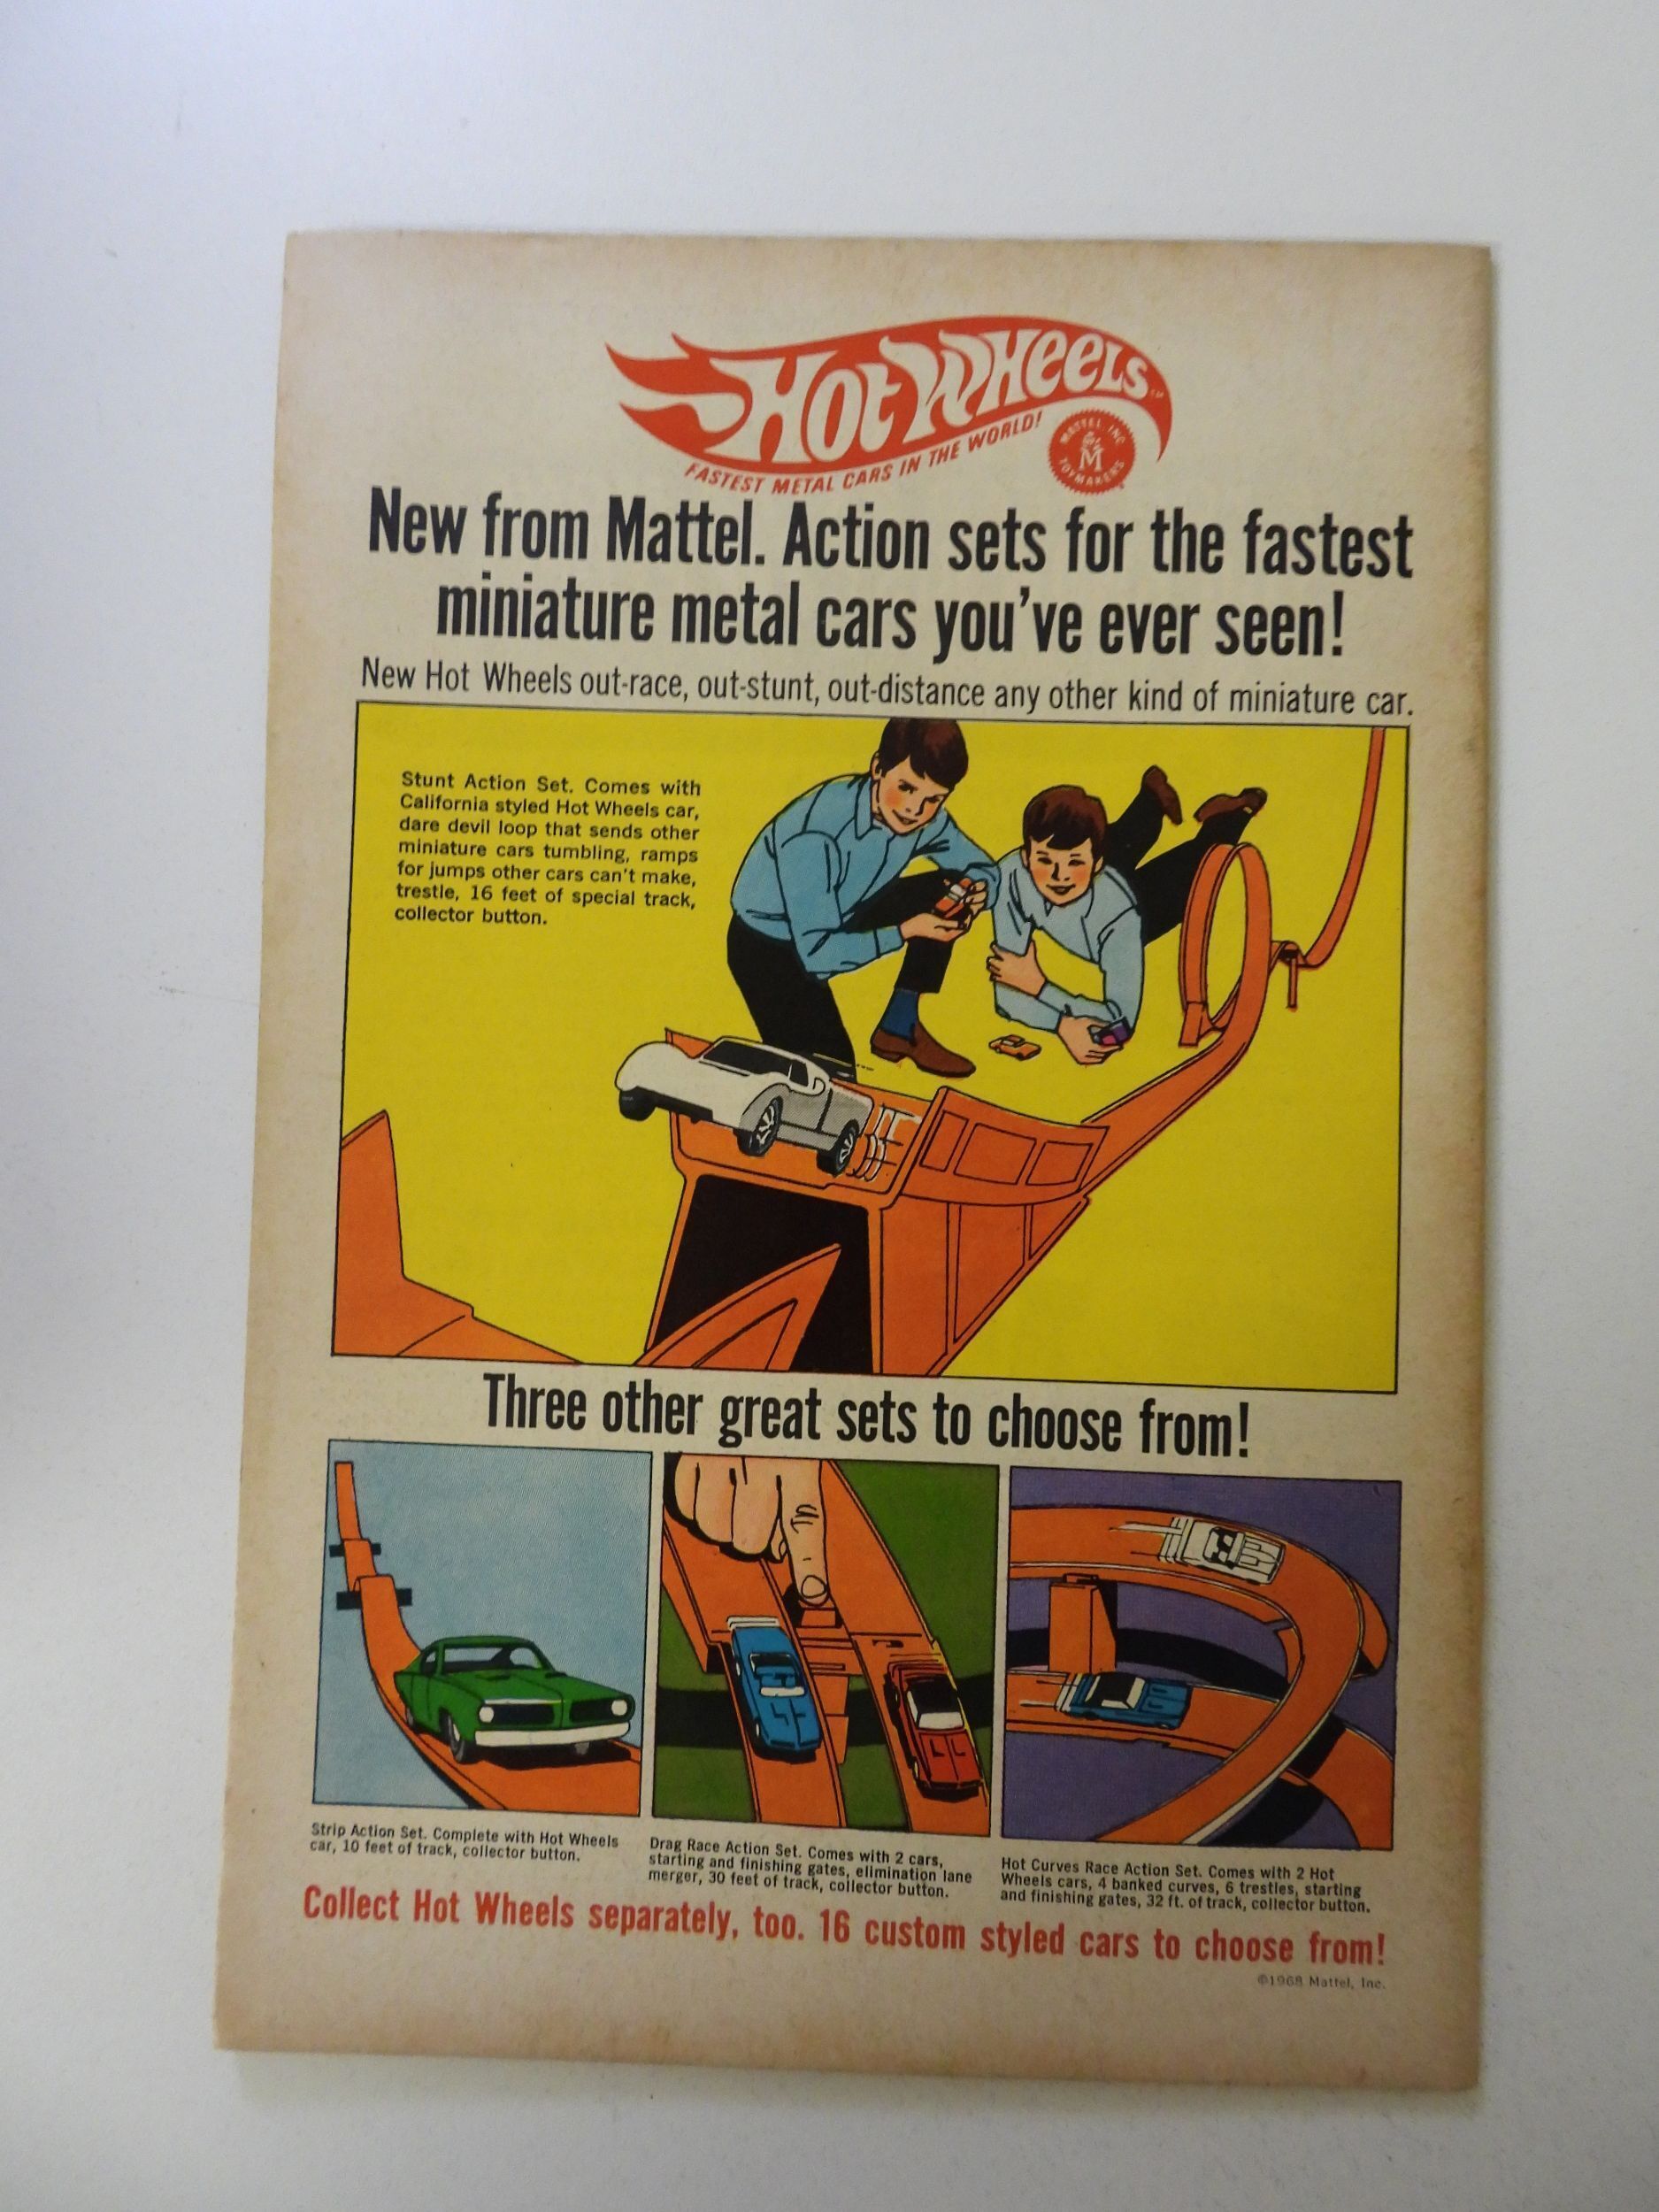 Hot Wheels
FASTEST METAL CARS IN THE WORLD!
MATTEL, INC.
M
TOYMAKERS
New from Mattel. Action sets for the fastest
miniature metal cars you've ever seen!
New Hot Wheels out-race, out-stunt, out-distance any other kind of miniature car.
Stunt Action Set. Comes with
California styled Hot Wheels car,
dare devil loop that sends other
miniature cars tumbling, ramps
for jumps other cars can't make,
trestle, 16 feet of special track,
collector button.
Three other great sets to choose from!
Strip Action Set. Complete with Hot Wheels
car, 10 feet of track, collector button.
Drag Race Action Set. Comes with 2 cars,
starting and finishing gates, elimination lane
merger, 30 feet of track, collector button.
Hot Curves Race Action Set. Comes with 2 Hot
Wheels cars, 4 banked curves, 6 trestles, starting
and finishing gates, 32 ft. of track, collector button.
Collect Hot Wheels separately, too. 16 custom styled cars to choose from!
©1968 Mattel, Inc.